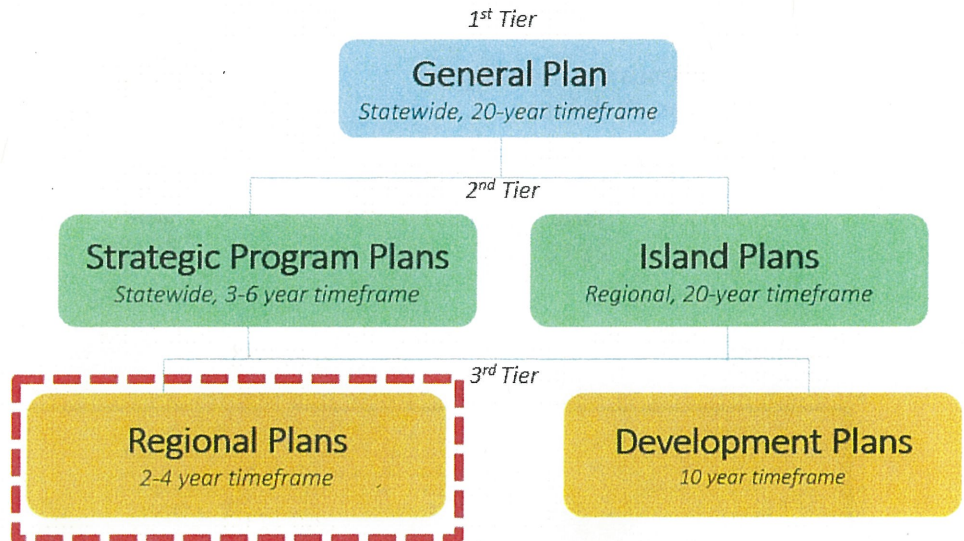 1st Tier
General Plan
Statewide, 20-year timeframe
2nd Tier
Strategic Program Plans
Statewide, 3-6 year timeframe
Island Plans
Regional, 20-year timeframe
3rd Tier
Regional Plans
2-4 year timeframe
Development Plans
10 year timeframe